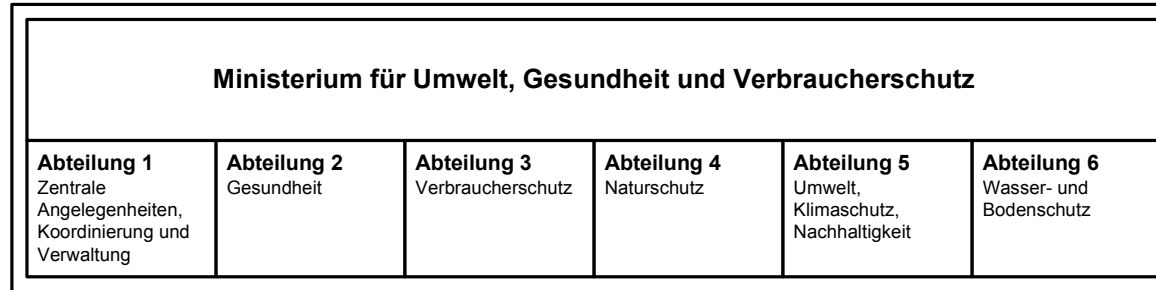 Ministerium für Umwelt, Gesundheit und Verbraucherschutz
Abteilung 1
Zentrale
Angelegenheiten,
Koordinierung und
Verwaltung
Abteilung 2
Gesundheit
Abteilung 3
Verbraucherschutz
Abteilung 4
Naturschutz
Abteilung 5
Umwelt,
Klimaschutz,
Nachhaltigkeit
Abteilung 6
Wasser- und
Bodenschutz